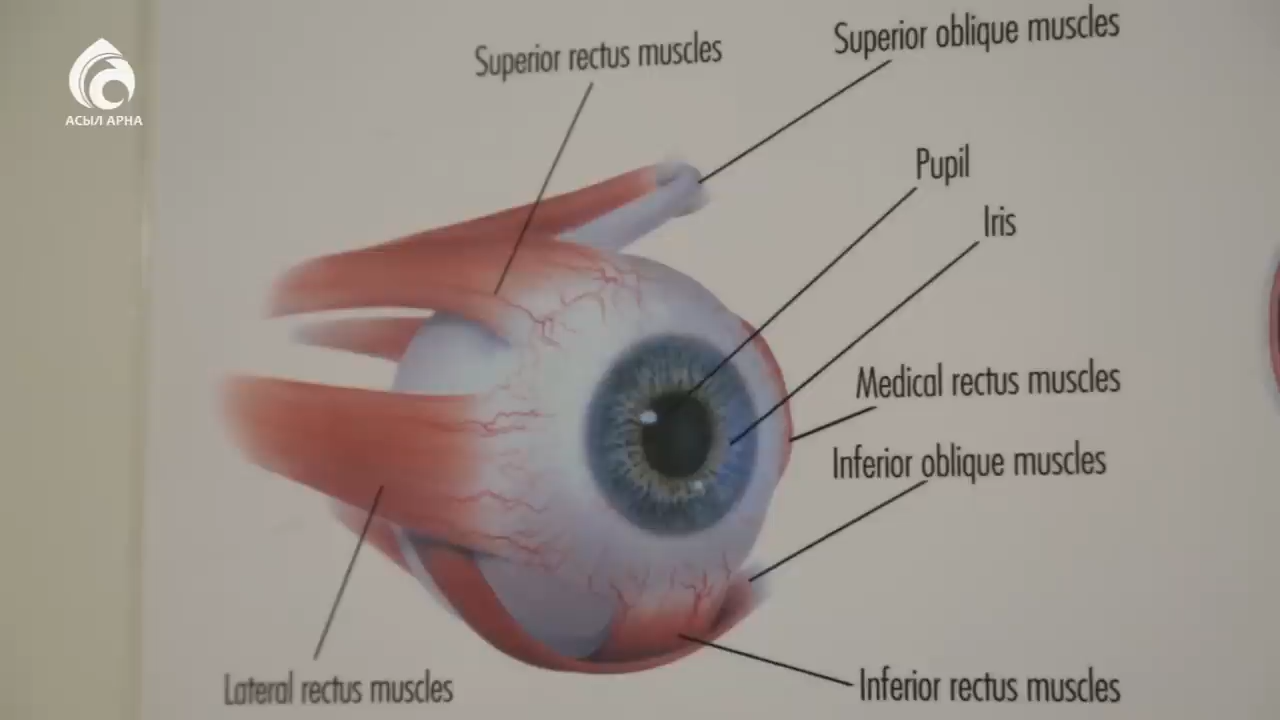 АСЫЛ АРНА
Superior rectus muscles
Superior oblique muscles
Pupil
Iris
Medical rectus muscles
Inferior oblique muscles
Lateral rectus muscles
Inferior rectus muscles